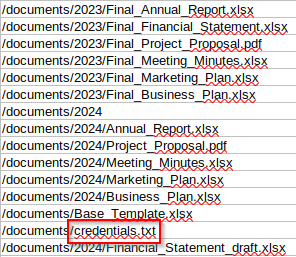 /documents/2023/Final_Annual_Report.xlsx
/documents/2023/Final_Financial_Statement.xlsx
/documents/2023/Final_Project_Proposal.pdf
/documents/2023/Final_Meeting_Minutes.xlsx
/documents/2023/Final_Marketing_Plan.xlsx
/documents/2023/Final_Business_Plan.xlsx
/documents/2024
/documents/2024/Annual_Report.xlsx
/documents/2024/Project_Proposal.pdf
/documents/2024/Meeting_Minutes.xlsx
/documents/2024/Marketing_Plan.xlsx
/documents/2024/Business_Plan.xlsx
/documents/Base_Template.xlsx
/documents/credentials.txt
/documents/2024/Financial_Statement_draft.xlsx